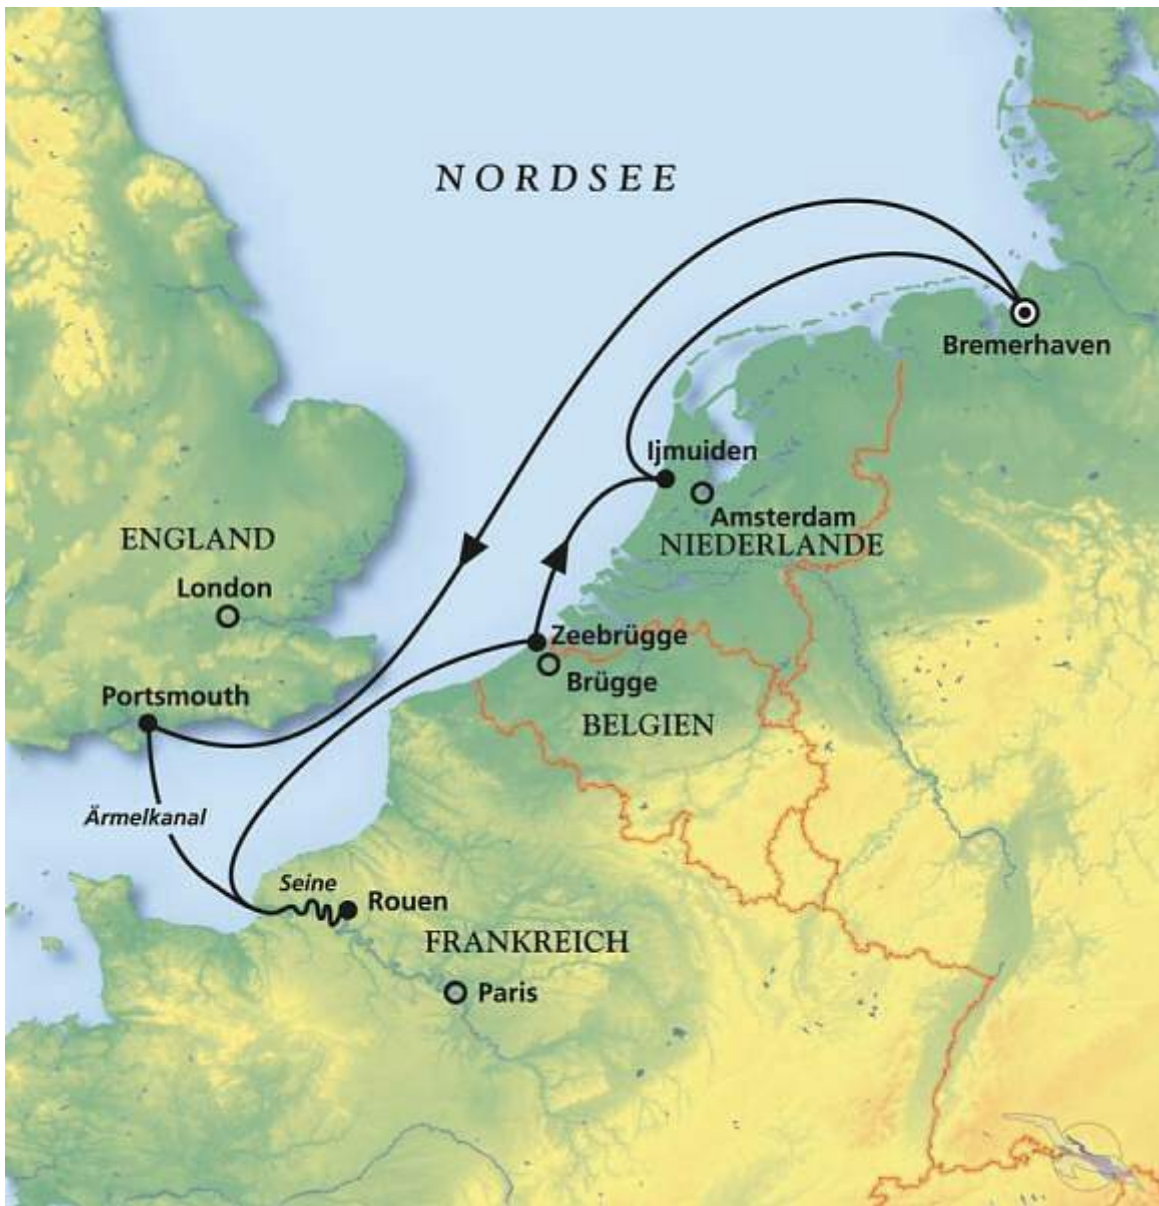 NORDSEE
Bremerhaven
Ijmuiden
Amsterdam
NIEDERLANDE
ENGLAND
London
Zeebrügge
Brügge
Portsmouth
BELGIEN
Ärmelkanal
Seine
Rouen
FRANKREICH
Paris